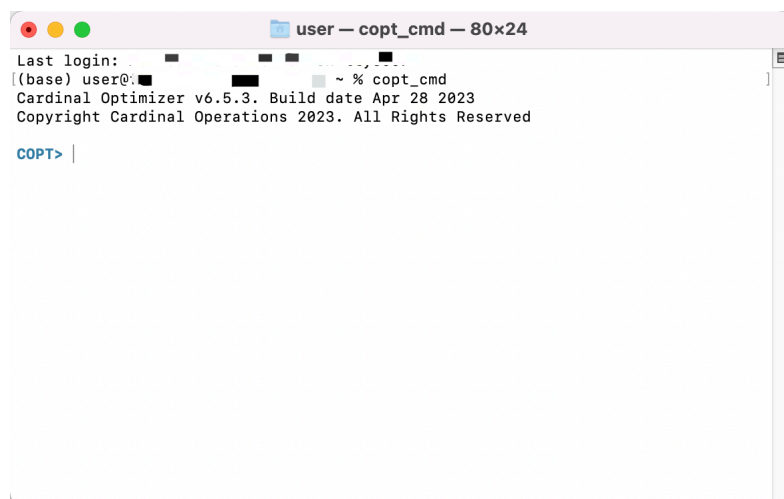 user — copt_cmd — 80×24
Last login:
[(base) user@ ~ % copt_cmd ]
Cardinal Optimizer v6.5.3. Build date Apr 28 2023
Copyright Cardinal Operations 2023. All Rights Reserved
COPT>